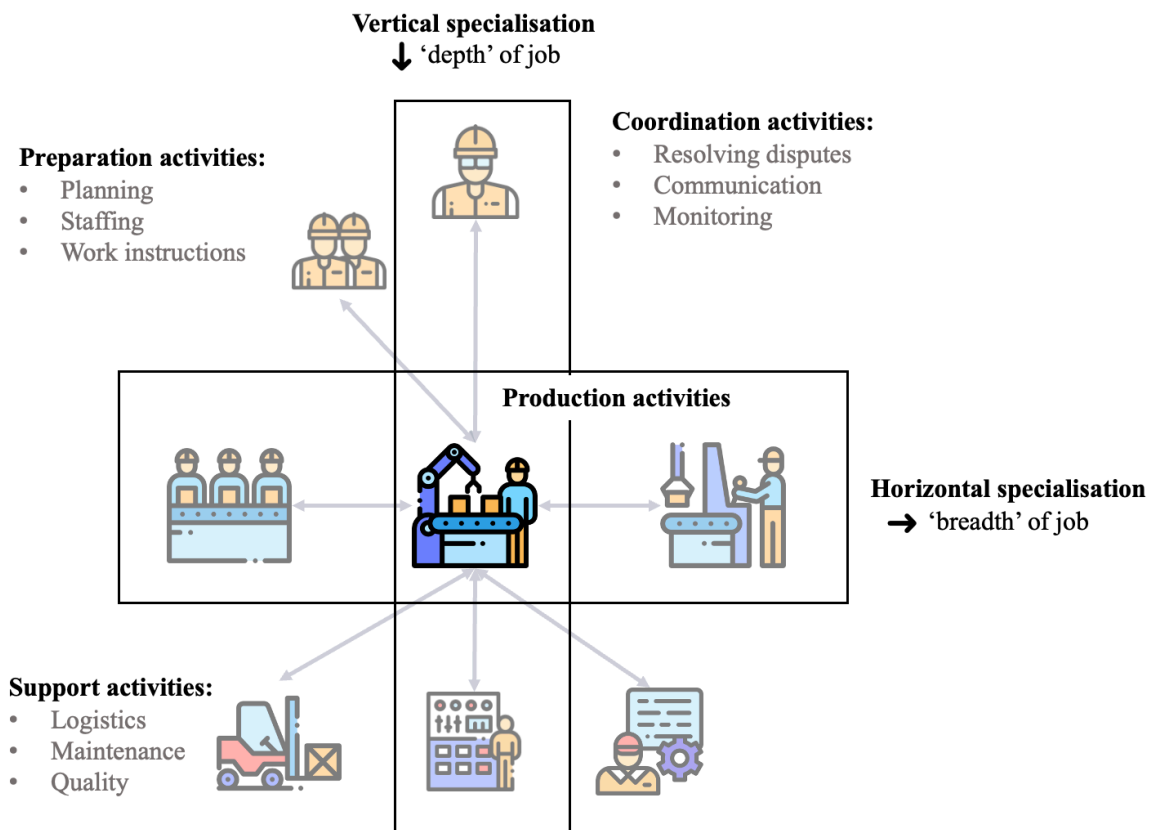 Vertical specialisation
↓ ‘depth’ of job
Coordination activities:
• Resolving disputes
• Communication
• Monitoring
Preparation activities:
• Planning
• Staffing
• Work instructions
Production activities
Horizontal specialisation
→ ‘breadth’ of job
Support activities:
• Logistics
• Maintenance
• Quality